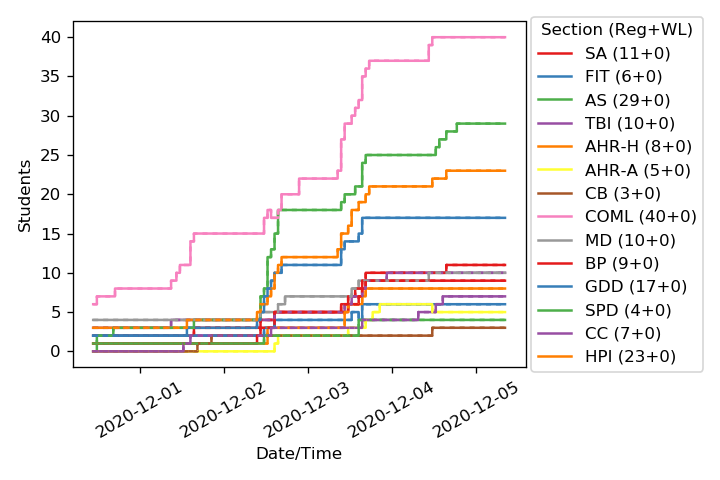 Section (Reg+WL)
SA (11+0)
FIT (6+0)
AS (29+0)
TBI (10+0)
AHR-H (8+0)
AHR-A (5+0)
CB (3+0)
COML (40+0)
MD (10+0)
BP (9+0)
GDD (17+0)
SPD (4+0)
CC (7+0)
HPI (23+0)
Students
40
35
30
25
20
15
10
5
0
2020-12-01
2020-12-02
2020-12-03
2020-12-04
2020-12-05
Date/Time